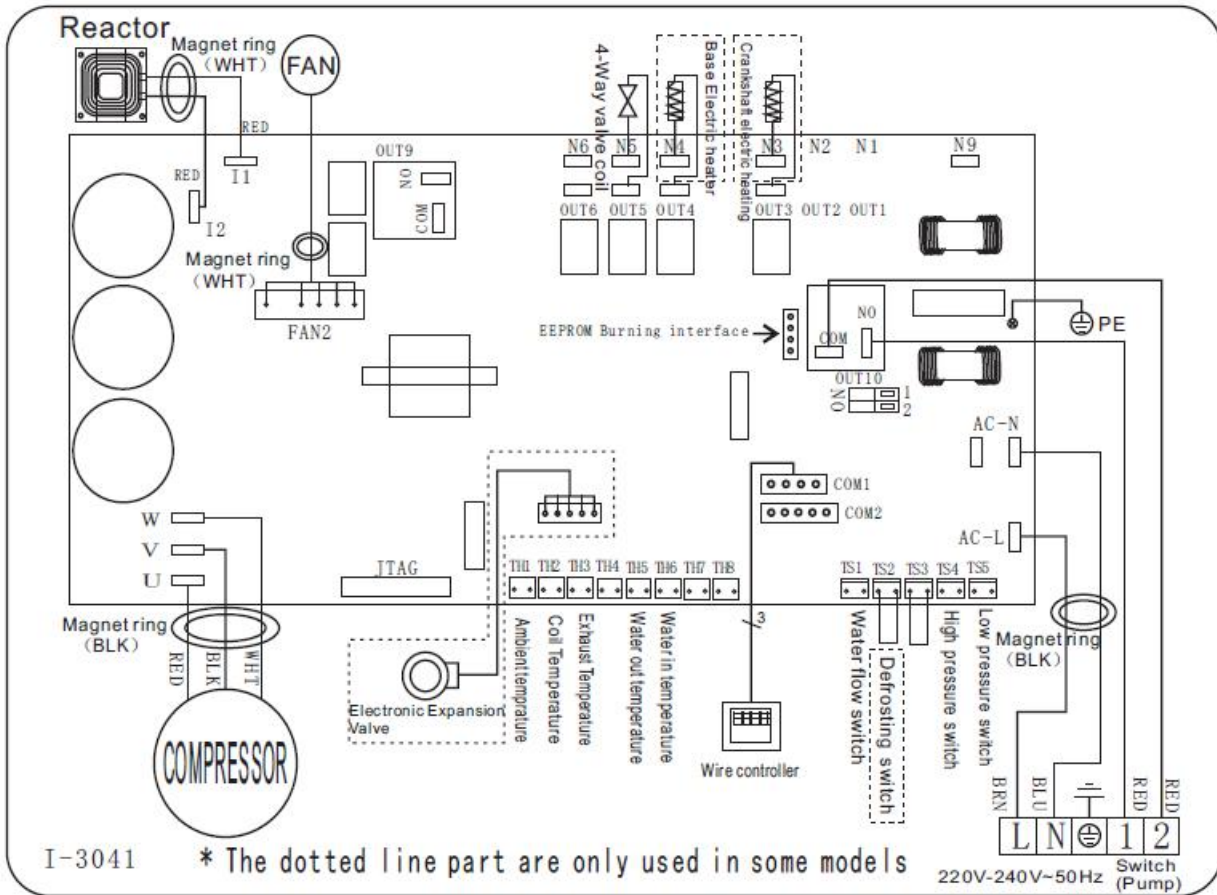 Reactor
Magnet ring
（WHT）
FAN
4-Way valve coil
Base Electric heater
Crankshaft electric heating
RED
I1
RED
I2
OUT9
NO
COM
N6
N5
N4
N3
N2
N1
N9
OUT6
OUT5
OUT4
OUT3
OUT2
OUT1
Magnet ring
（WHT）
FAN2
EEPROM Burning interface
COM
NO
PE
OUT10
ON
1
2
AC-N
COM1
COM2
AC-L
W
V
U
JTAG
TH1
TH2
TH3
TH4
TH5
TH6
TH7
TH8
TS1
TS2
TS3
TS4
TS5
Magnet ring
（BLK）
RED
BLK
WHT
COMPRESSOR
Electronic Expansion
Valve
Ambient temprature
Coil Temperature
Exhaust Temperature
Water out temperature
Water in temperature
3
Wire controller
Water flow switch
Defrosting switch
High pressure switch
Low pressure switch
Magnet ring
(BLK)
BRN
BLU
RED
RED
L
N
1
2
220V-240V~50Hz
Switch
(Pump)
I-3041
* The dotted line part are only used in some models